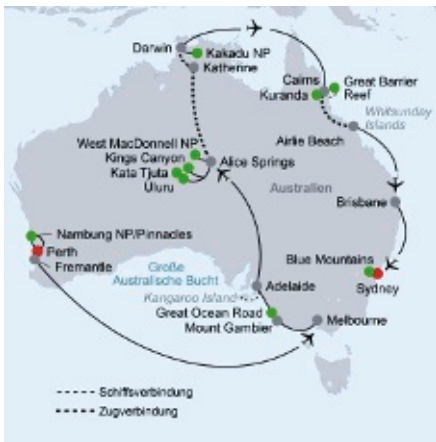 Darwin
Kakadu NP
Katherine
Cairns
Kuranda
Great Barrier
Reef
Whitsunday
Islands
Airlie Beach
West MacDonnell NP
Kings Canyon
Kata Tjuta
Uluru
Alice Springs
Australien
Brisbane
Nambung NP/Pinnacles
Perth
Fremantle
Große
Australische Bucht
Blue Mountains
Sydney
Adelaide
Kangaroo Island
Great Ocean Road
Mount Gambier
Melbourne
Schiffsverbindung
Zugverbindung